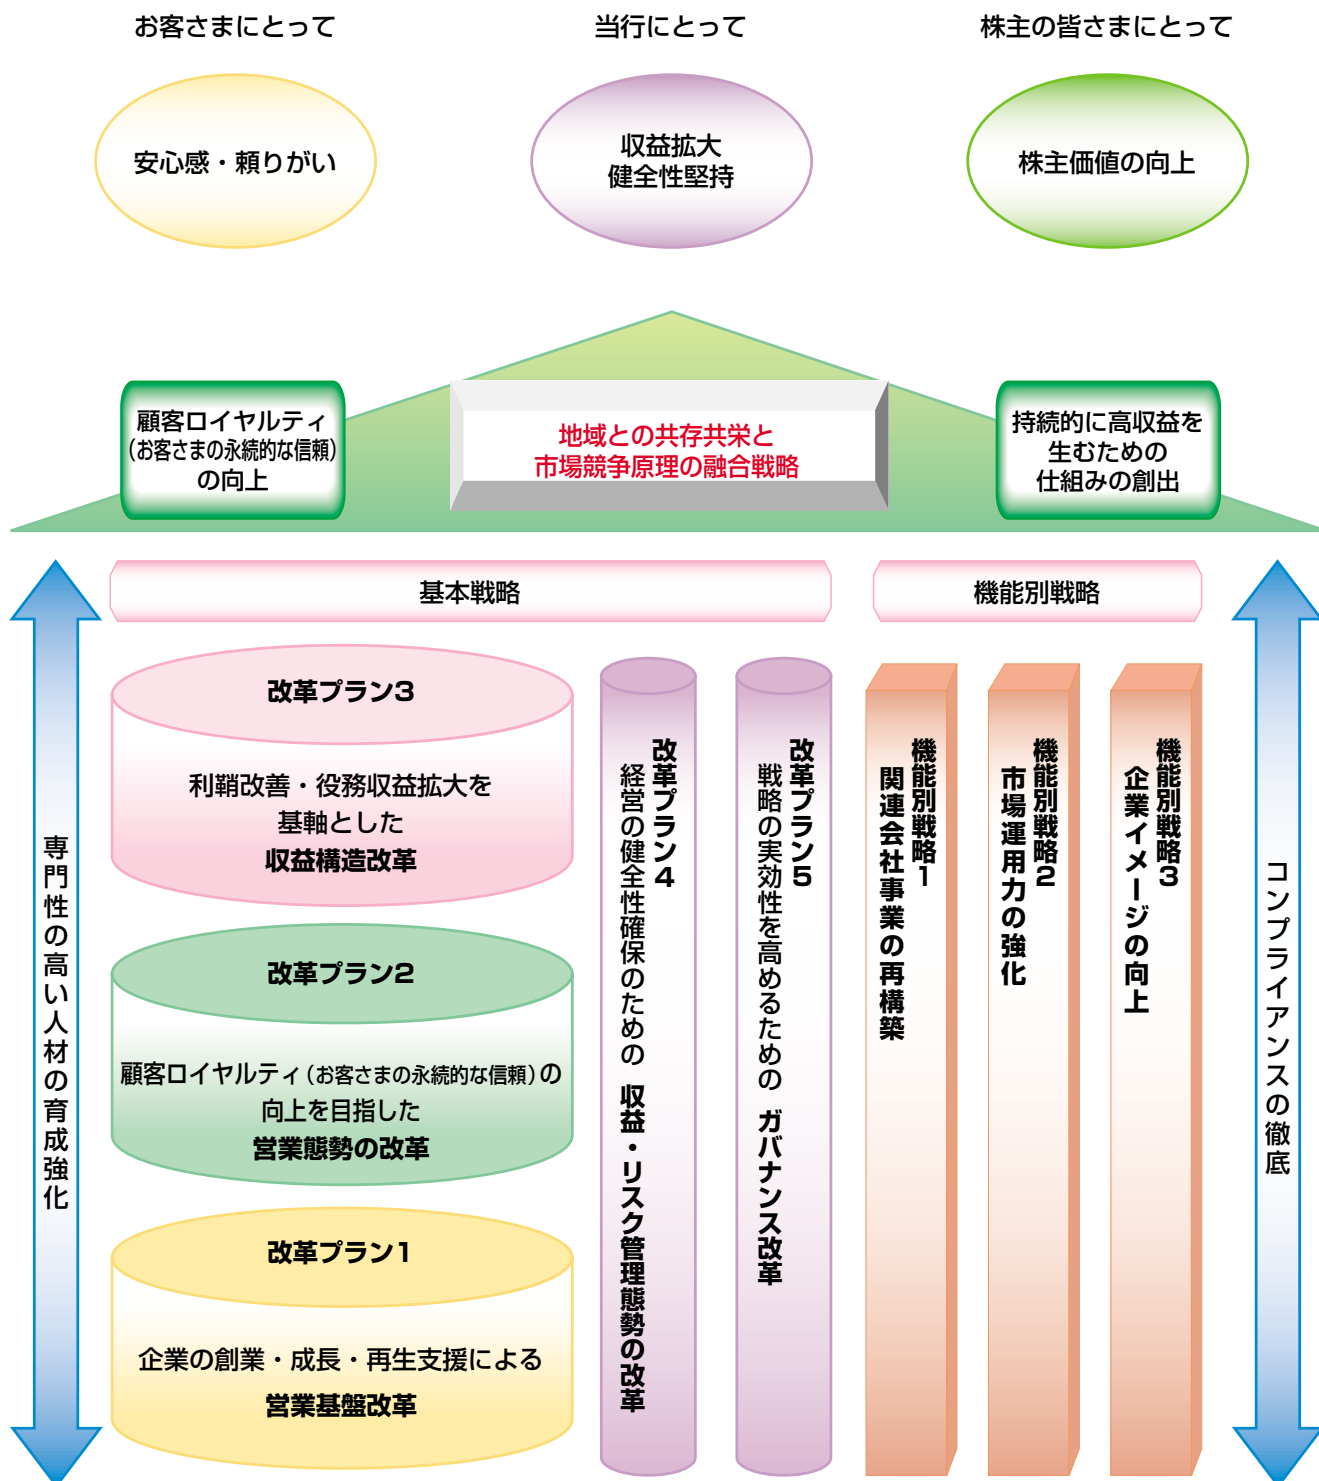 お客さまにとって
当行にとって
株主の皆さまにとって
安心感・頼りがい
収益拡大
健全性堅持
株主価値の向上
顧客ロイヤルティ
(お客さまの永続的な信頼)
の向上
地域との共存共栄と
市場競争原理の融合戦略
持続的に高収益を
生むための
仕組みの創出
基本戦略
機能別戦略
専門性の高い人材の育成強化
改革プラン3
利鞘改善・役務収益拡大を
基軸とした
収益構造改革
改革プラン2
顧客ロイヤルティ(お客さまの永続的な信頼)の
向上を目指した
営業態勢の改革
改革プラン1
企業の創業・成長・再生支援による
営業基盤改革
改革プラン4
経営の健全性確保のための 収益・リスク管理態勢の改革
改革プラン5
戦略の実効性を高めるための ガバナンス改革
機能別戦略1
関連会社事業の再構築
機能別戦略2
市場運用力の強化
機能別戦略3
企業イメージの向上
コンプライアンスの徹底